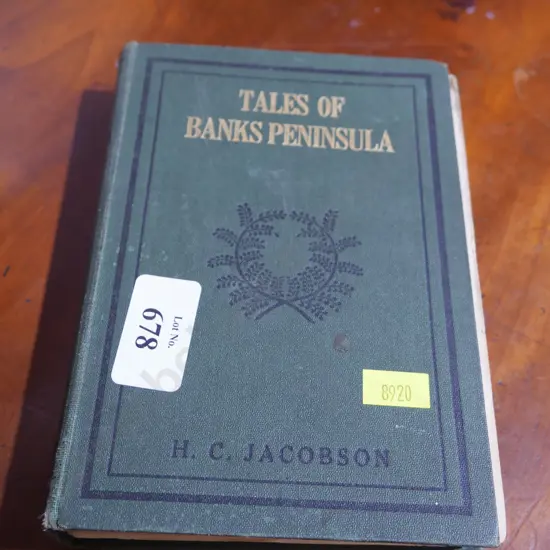 TALES OF
BANKS PENINSULA
Lot No.
678
8920
H. C. JACOBSON